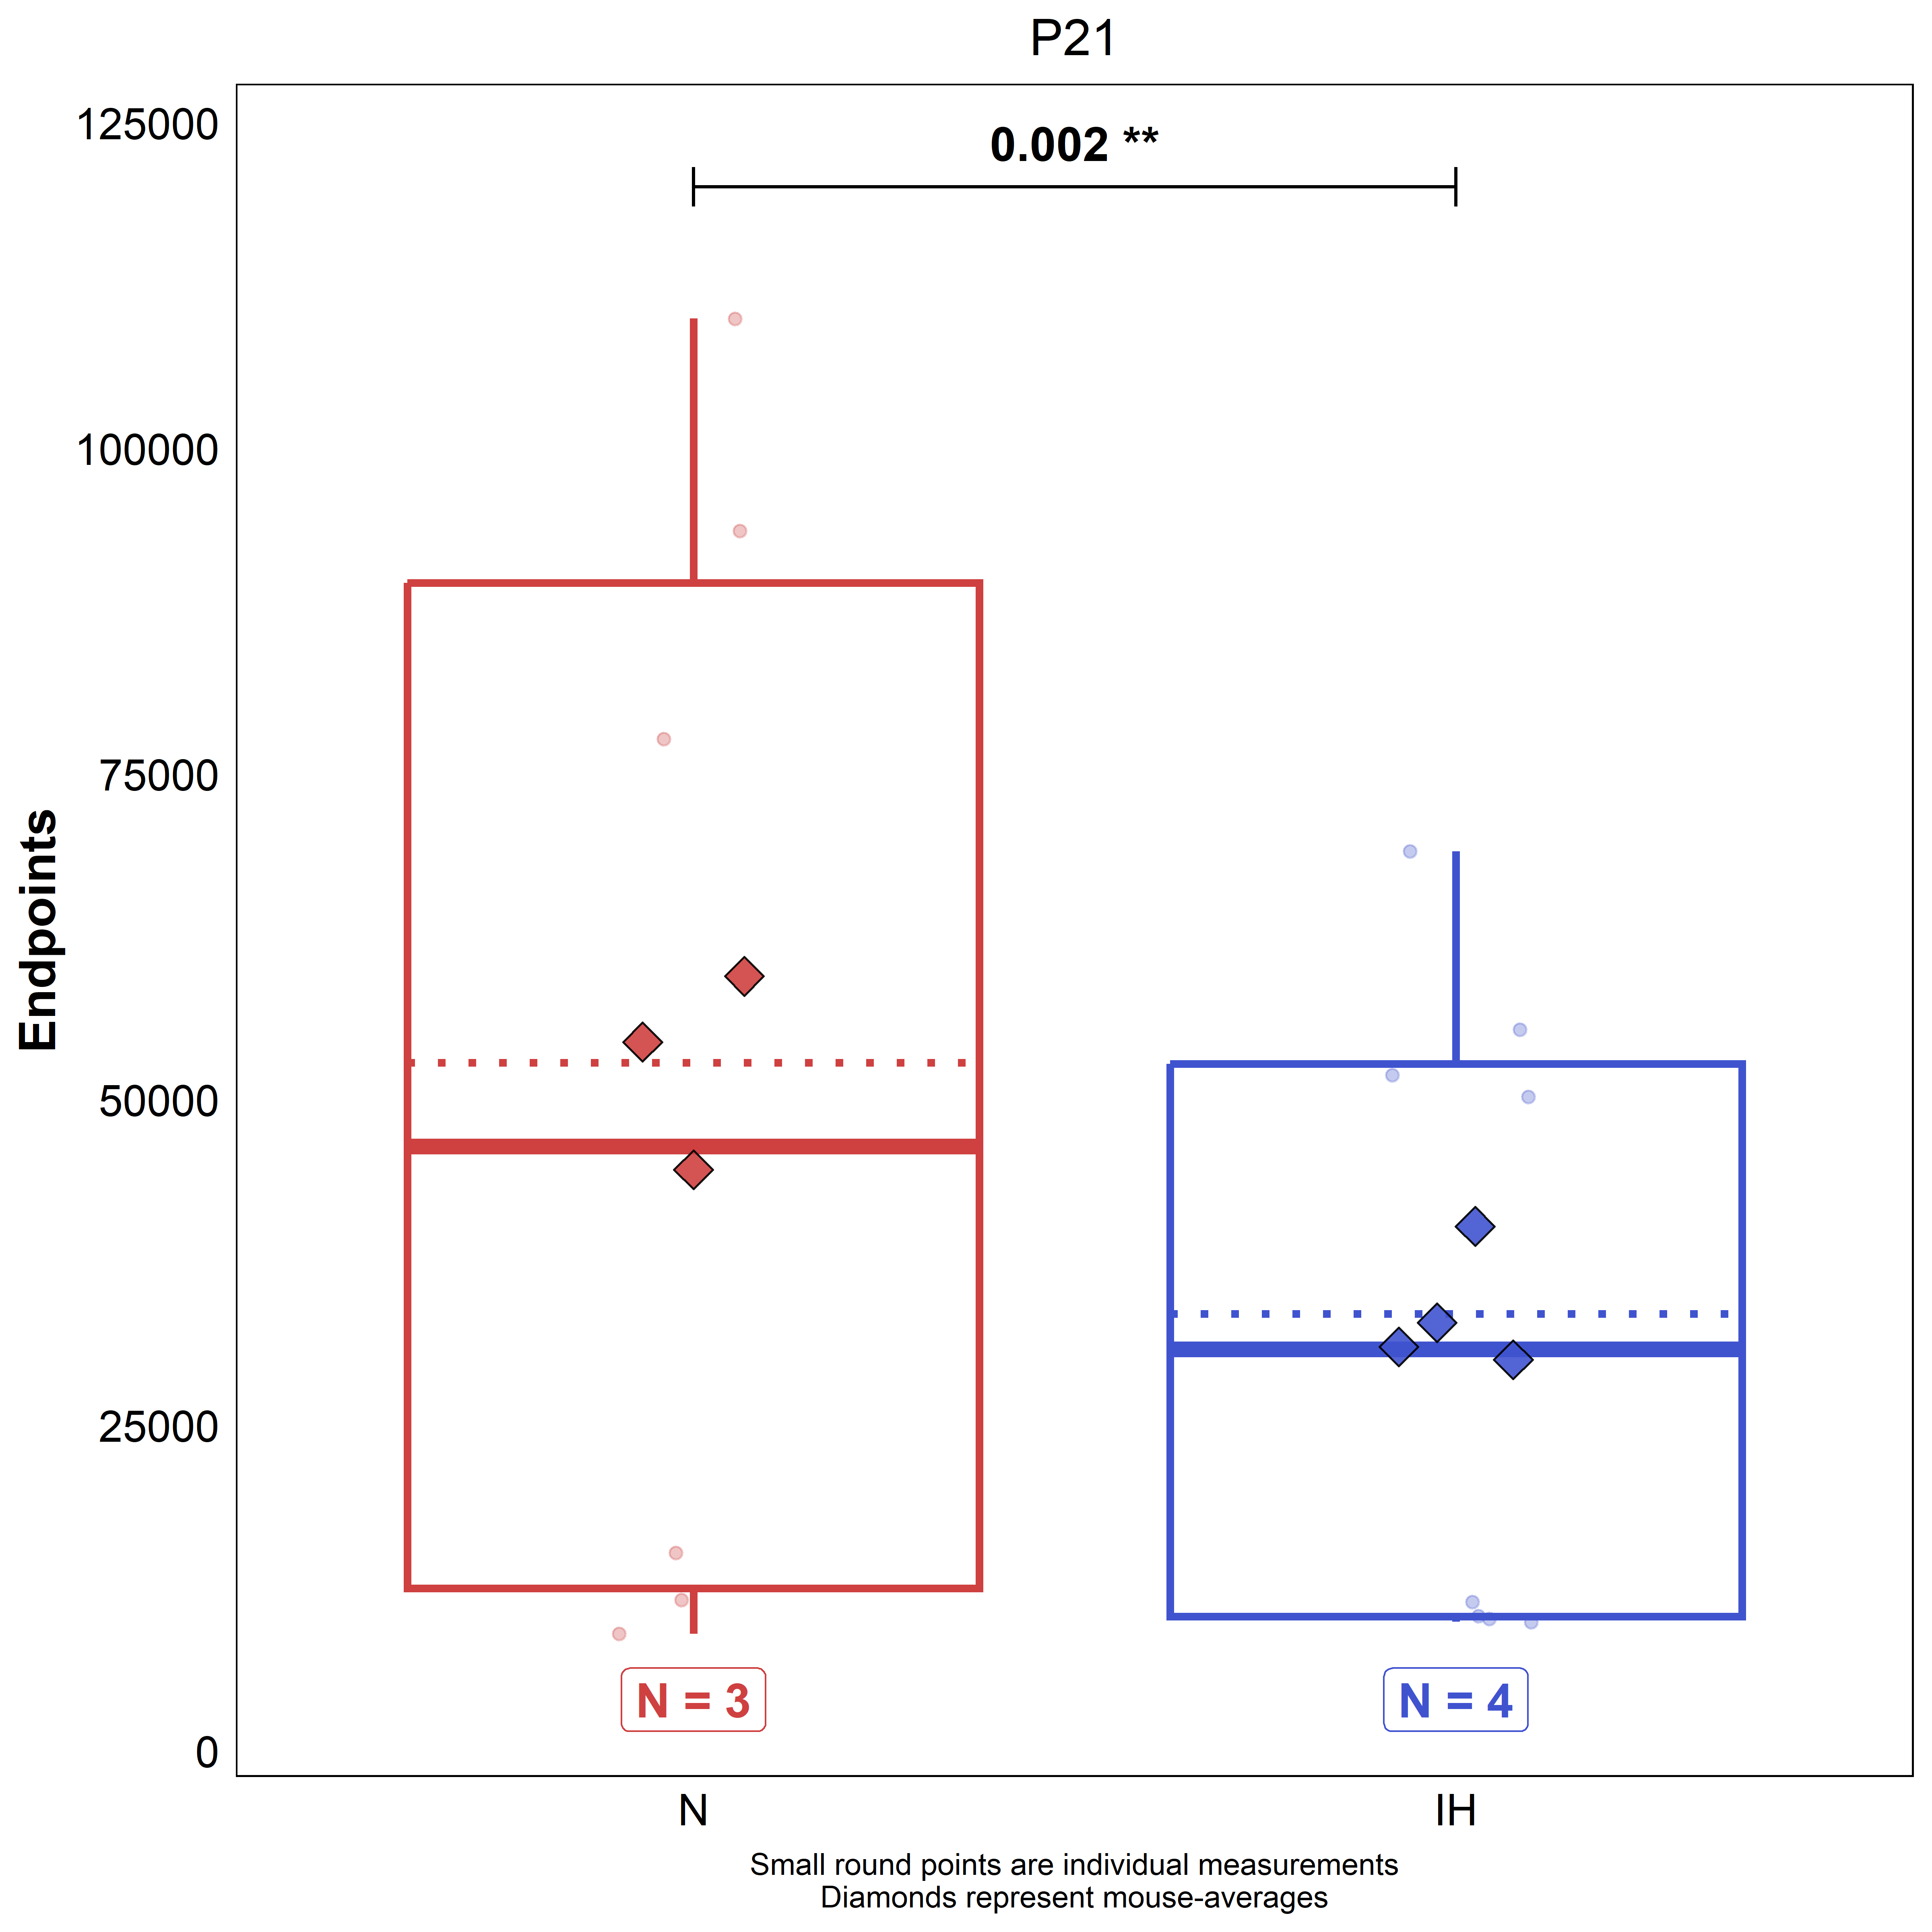 P21
125000
100000
75000
50000
25000
0
Endpoints
0.002 **
N = 3
N = 4
N
IH
Small round points are individual measurements
Diamonds represent mouse-averages